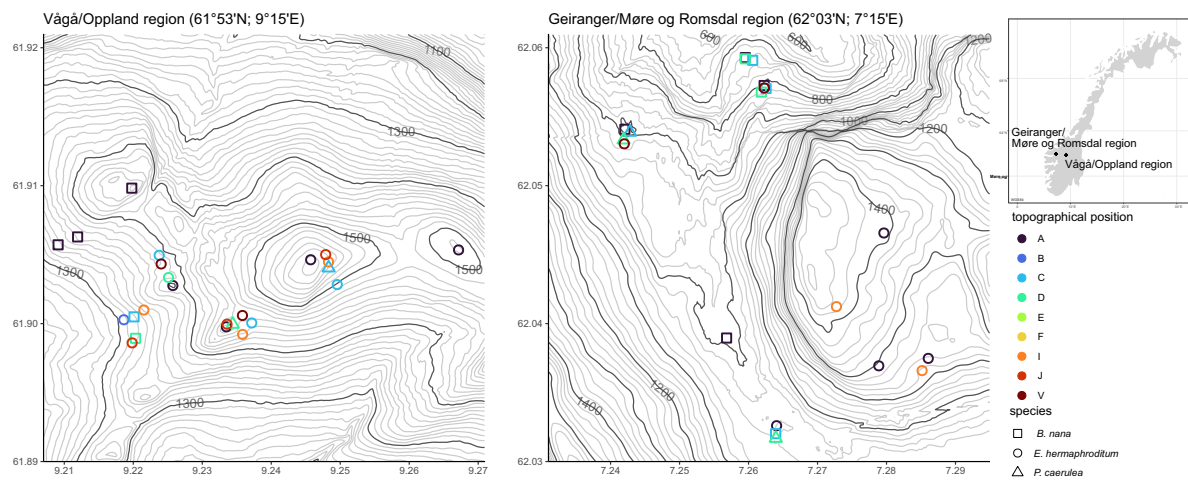 Vågå/Oppland region (61°53'N; 9°15'E)
61.92
61.91
61.90
61.89
9.21
9.22
9.23
9.24
9.25
9.26
9.27
1100
1300
1500
1500
1300
1300
Geiranger/Møre og Romsdal region (62°03'N; 7°15'E)
62.06
62.05
62.04
62.03
7.24
7.25
7.26
7.27
7.28
7.29
600
600
1200
800
1000
1200
1400
1200
1400
Geiranger/
Møre og Romsdal region
Vågå/Oppland region
topographical position
A
B
C
D
E
F
I
J
V
species
B. nana
E. hermaphroditum
P. caerulea